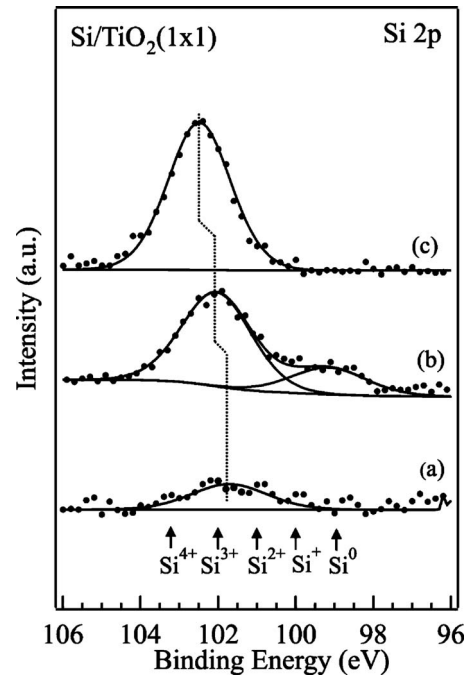 Si/TiO₂(1x1) Si 2p
(c)
(b)
(a)
Si⁴⁺ Si³⁺ Si²⁺ Si⁺ Si⁰
106 104 102 100 98 96
Binding Energy (eV)
Intensity (a.u.)